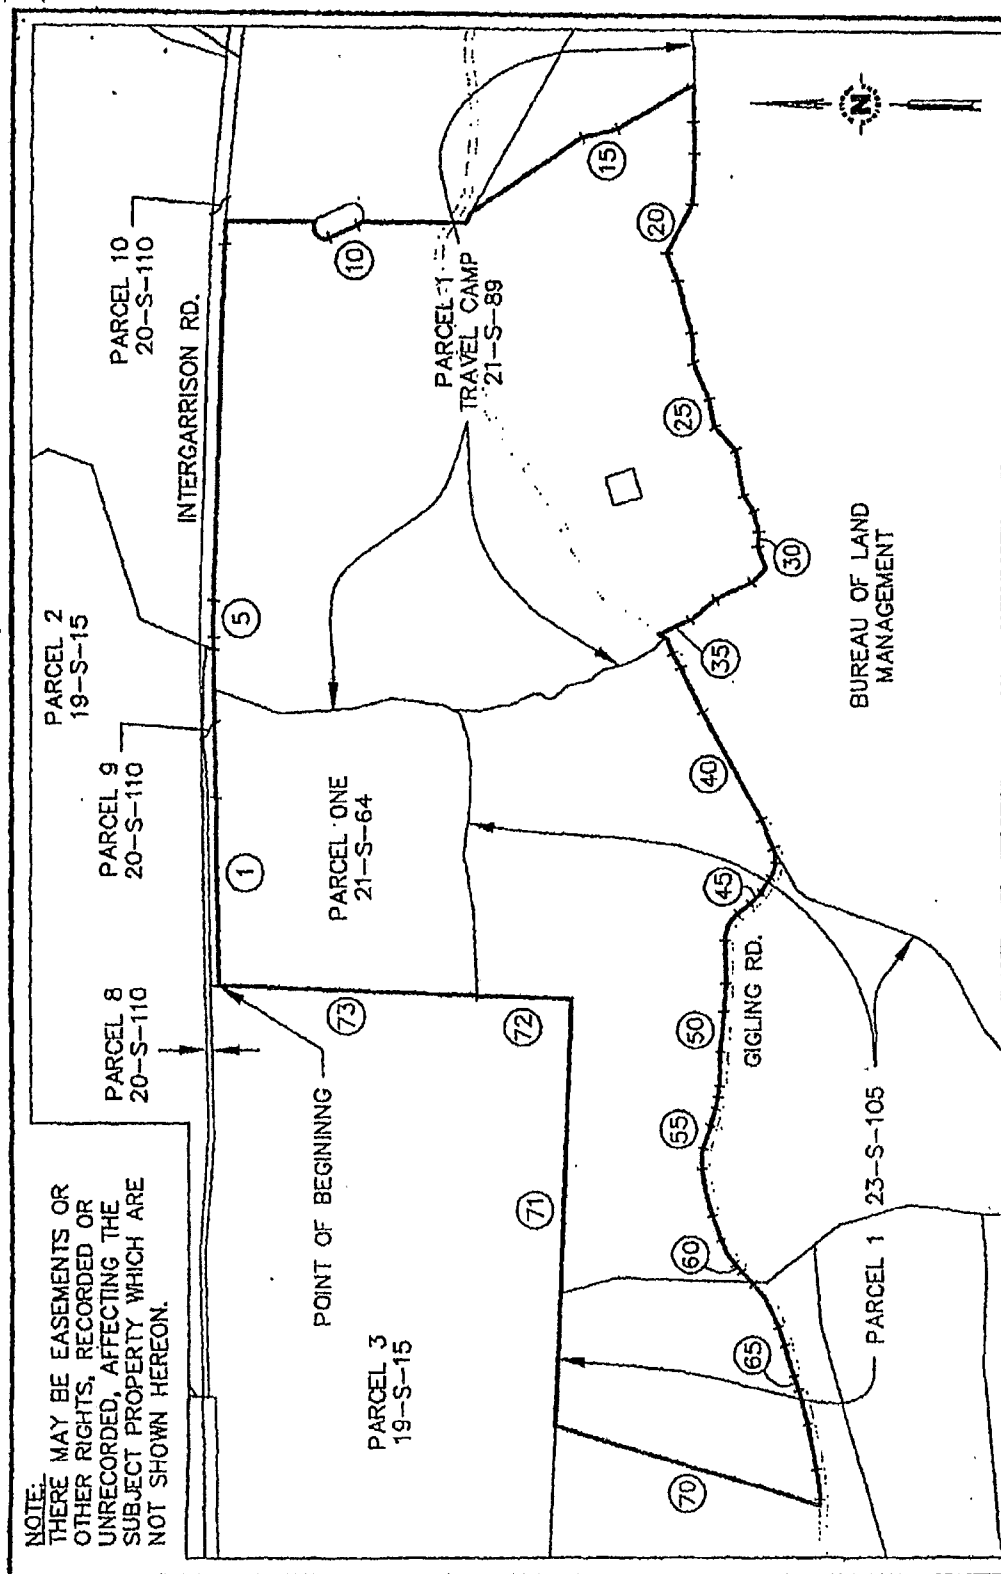 NOTE:
THERE MAY BE EASEMENTS OR
OTHER RIGHTS, RECORDED OR
UNRECORDED, AFFECTING THE
SUBJECT PROPERTY WHICH ARE
NOT SHOWN HEREON.
PARCEL 8
20-S-110
PARCEL 9
20-S-110
PARCEL 2
19-S-15
PARCEL 10
20-S-110
INTERGARRISON RD.
1
5
10
POINT OF BEGININNG
73
PARCEL ONE
21-S-64
PARCEL 1
TRAVEL CAMP
21-S-89
PARCEL 3
19-S-15
72
71
15
20
25
30
35
40
45
50
55
60
65
70
GIGLING RD.
N
BUREAU OF LAND
MANAGEMENT
PARCEL 1 23-S-105